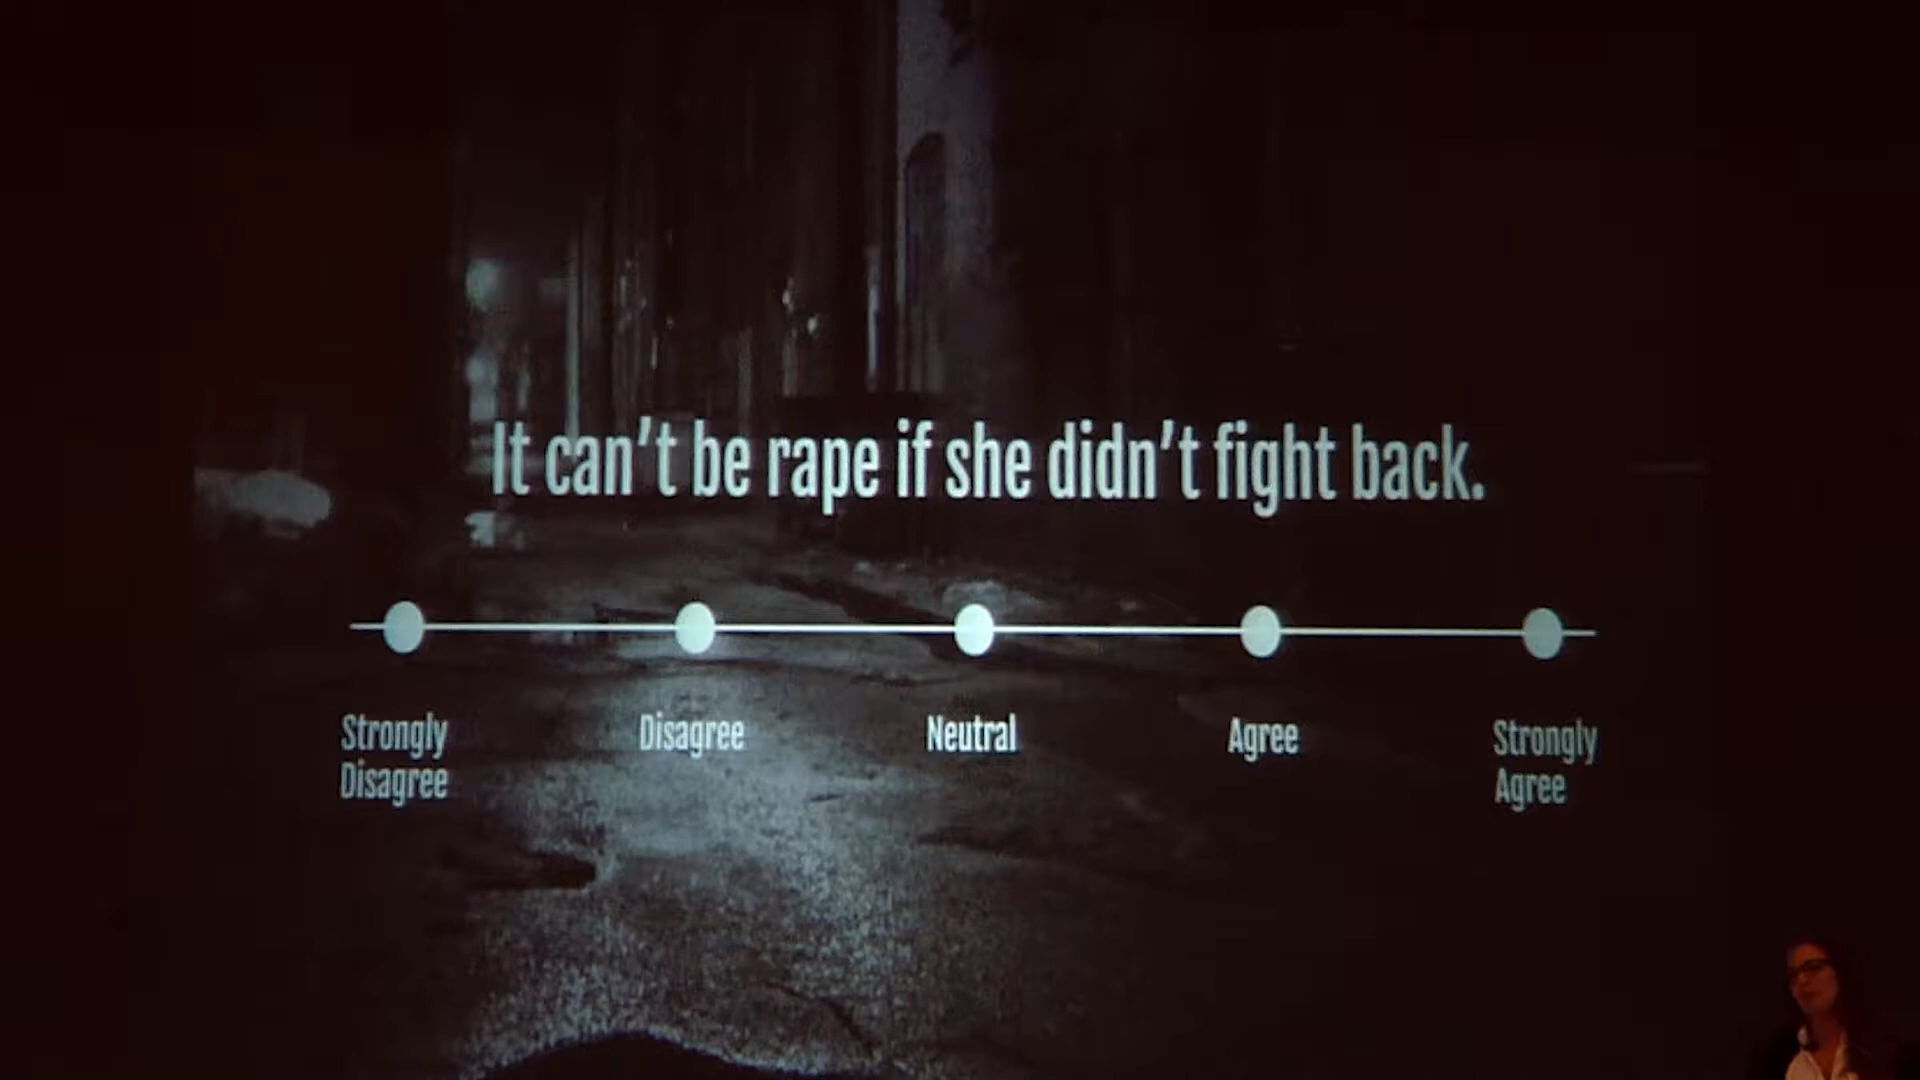 It can't be rape if she didn't fight back.
Strongly Disagree
Disagree
Neutral
Agree
Strongly Agree